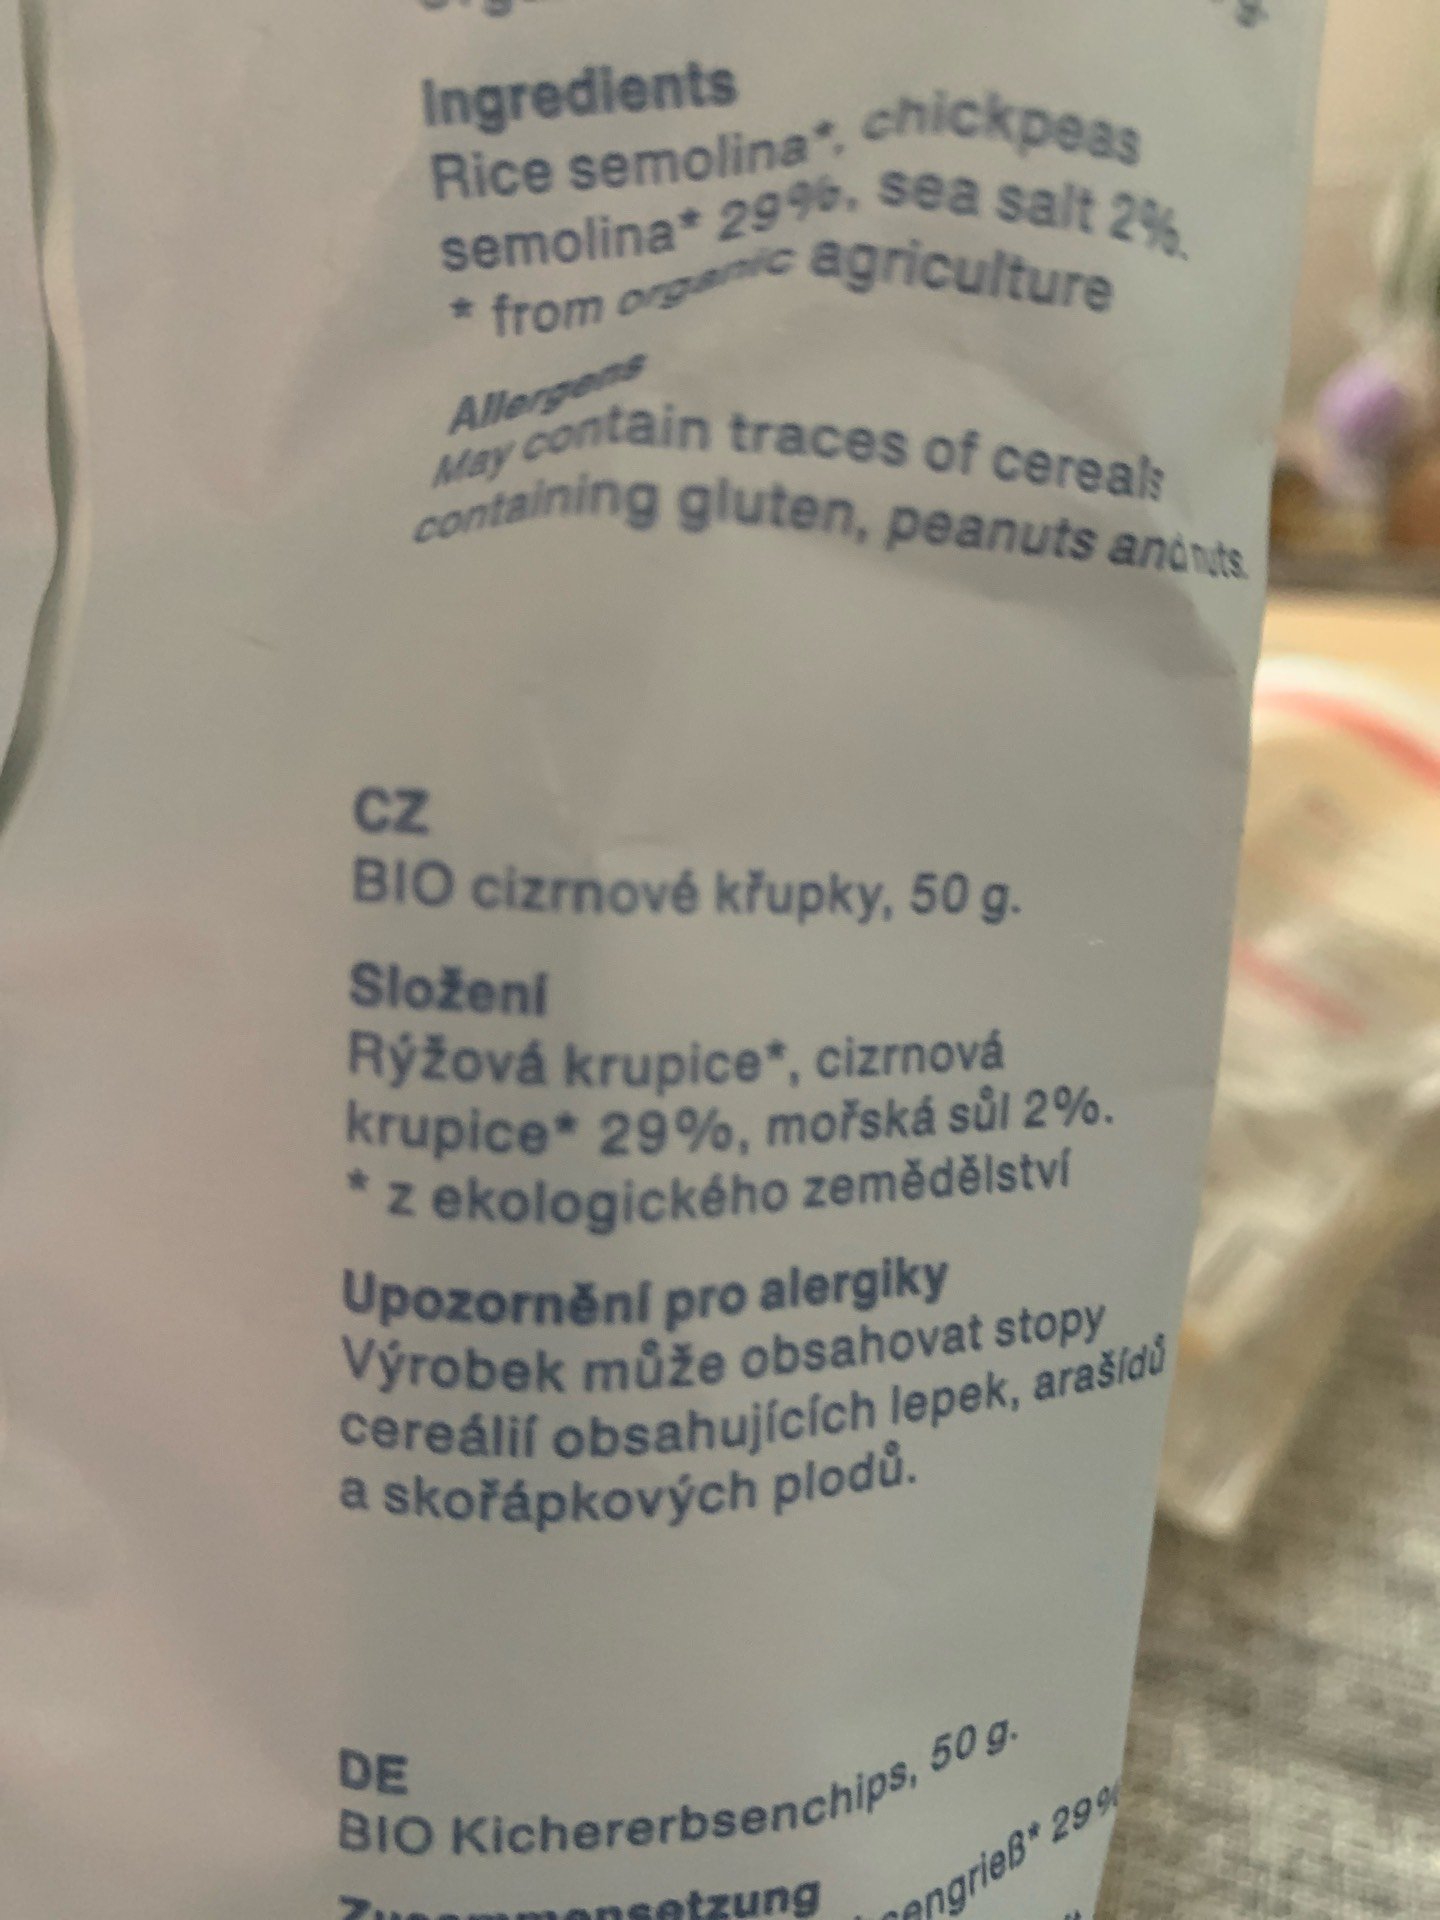 Ingredients
Rice semolina*, chickpeas
semolina* 29%, sea salt 2%.
* from organic agriculture
Allergens
May contain traces of cereals
containing gluten, peanuts and nuts.
CZ
BIO cizrnové křupky, 50 g.
Složení
Rýžová krupice*, cizrnová
krupice* 29%, mořská sůl 2%.
* z ekologického zemědělství
Upozornění pro alergiky
Výrobek může obsahovat stopy
cereálií obsahujících lepek, arašídů
a skořápkových plodů.
DE
BIO Kichererbsenchips, 50 g.
Zusammensetzung
29%